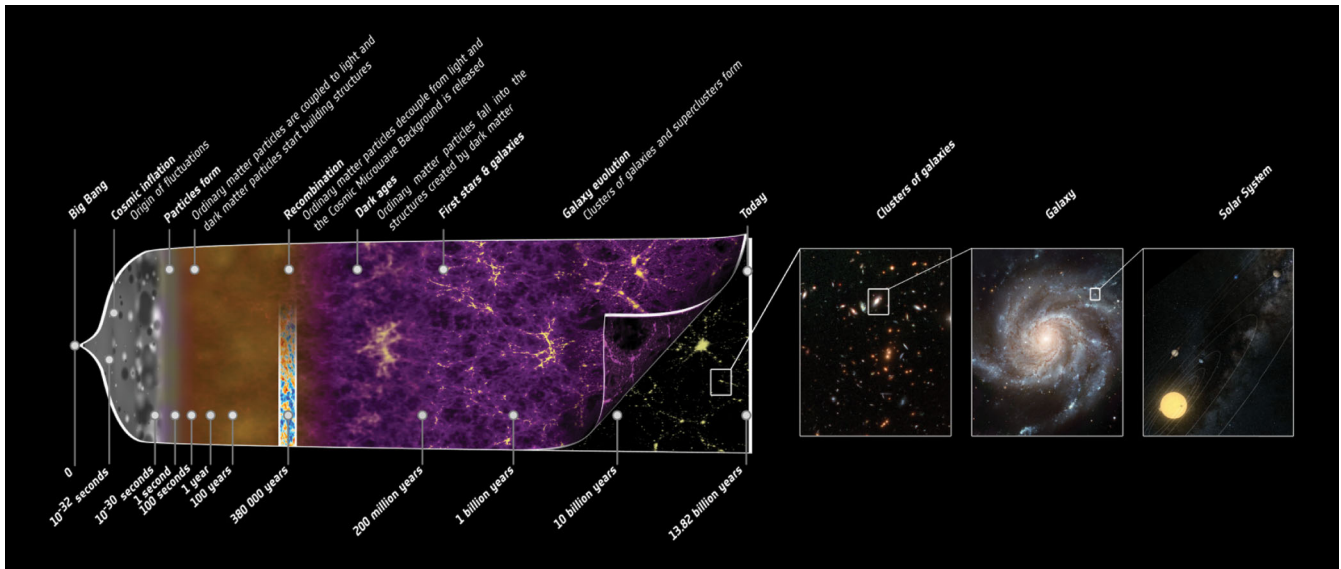 Big Bang
Cosmic inflation
Origin of fluctuations
Particles form
Ordinary matter particles are coupled to light and
dark matter particles start building structures
Recombination
Ordinary matter particles decouple from light and
the Cosmic Microwave Background is released
Dark ages
Ordinary matter particles fall into the
structures created by dark matter
First stars & galaxies
Galaxy evolution
Clusters of galaxies and superclusters form
Today
Clusters of galaxies
Galaxy
Solar System
0
10-32 seconds
10-30 seconds
1 second
100 seconds
1 year
100 years
380 000 years
200 million years
1 billion years
10 billion years
13.82 billion years